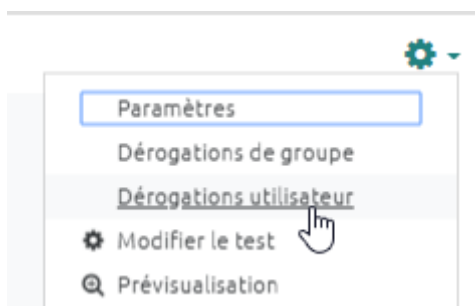 Paramètres
Dérogations de groupe
Dérogations utilisateur
Modifier le test
Prévisualisation